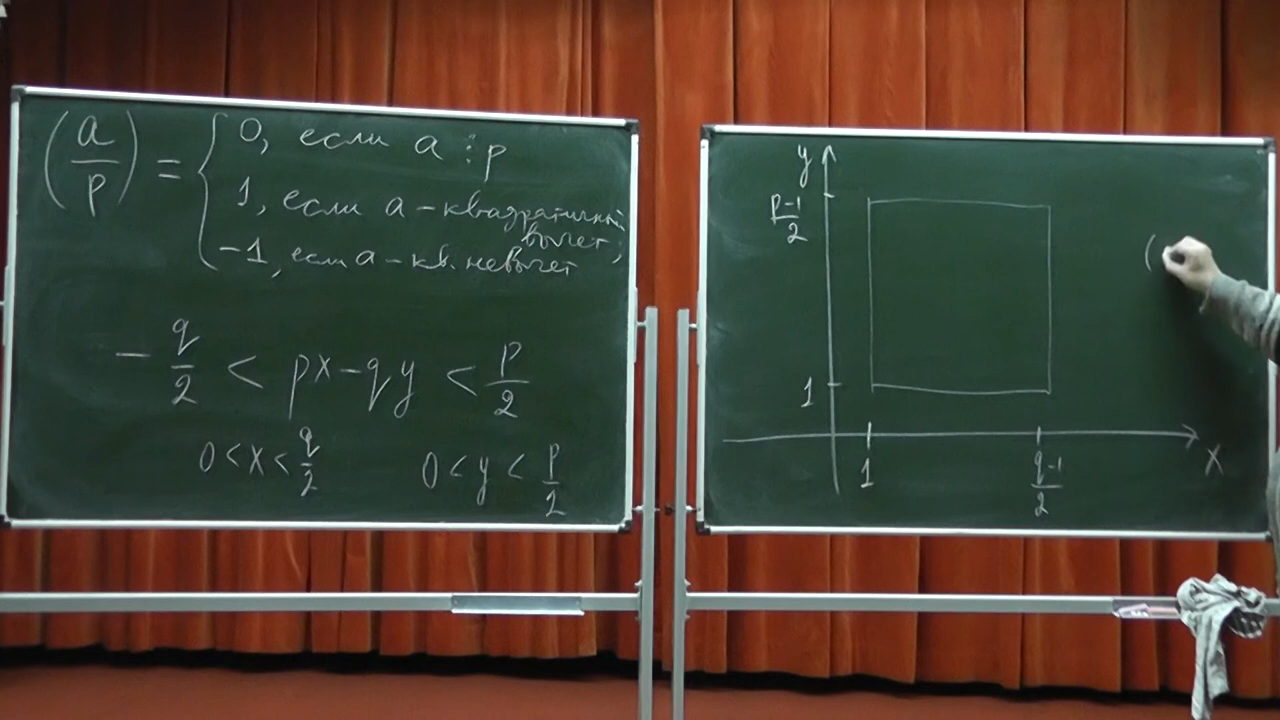 (a/p) = { 0, если a ⋮ p
1, если a – квадратичный
вычет;
-1, если a – кв. невычет
- q/2 < px - qy < p/2
0 < x < q/2 0 < y < p/2
y
p-1/2
1
1 q-1/2 x
(